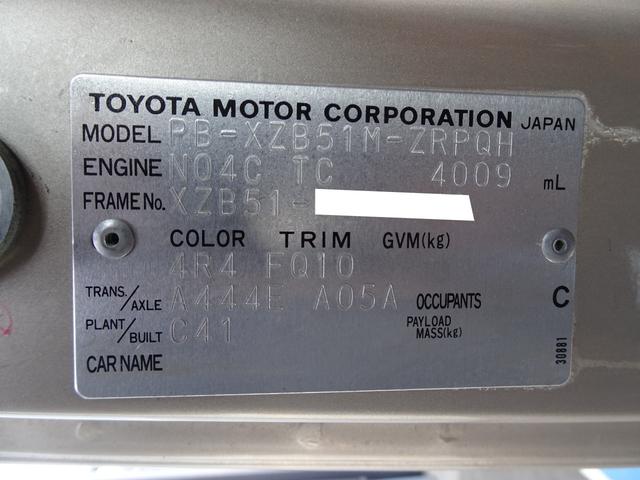 TOYOTA MOTOR CORPORATION JAPAN
MODEL PB-XZB51M-ZRPQH
ENGINE N04C TC 4009 mL
FRAME No. XZB51-
COLOR TRIM GVM(kg)
4R4 FQ10
TRANS./AXLE A444E A05A OCCUPANTS C
PLANT/BUILT C41 PAYLOAD MASS(kg)
CAR NAME
30881